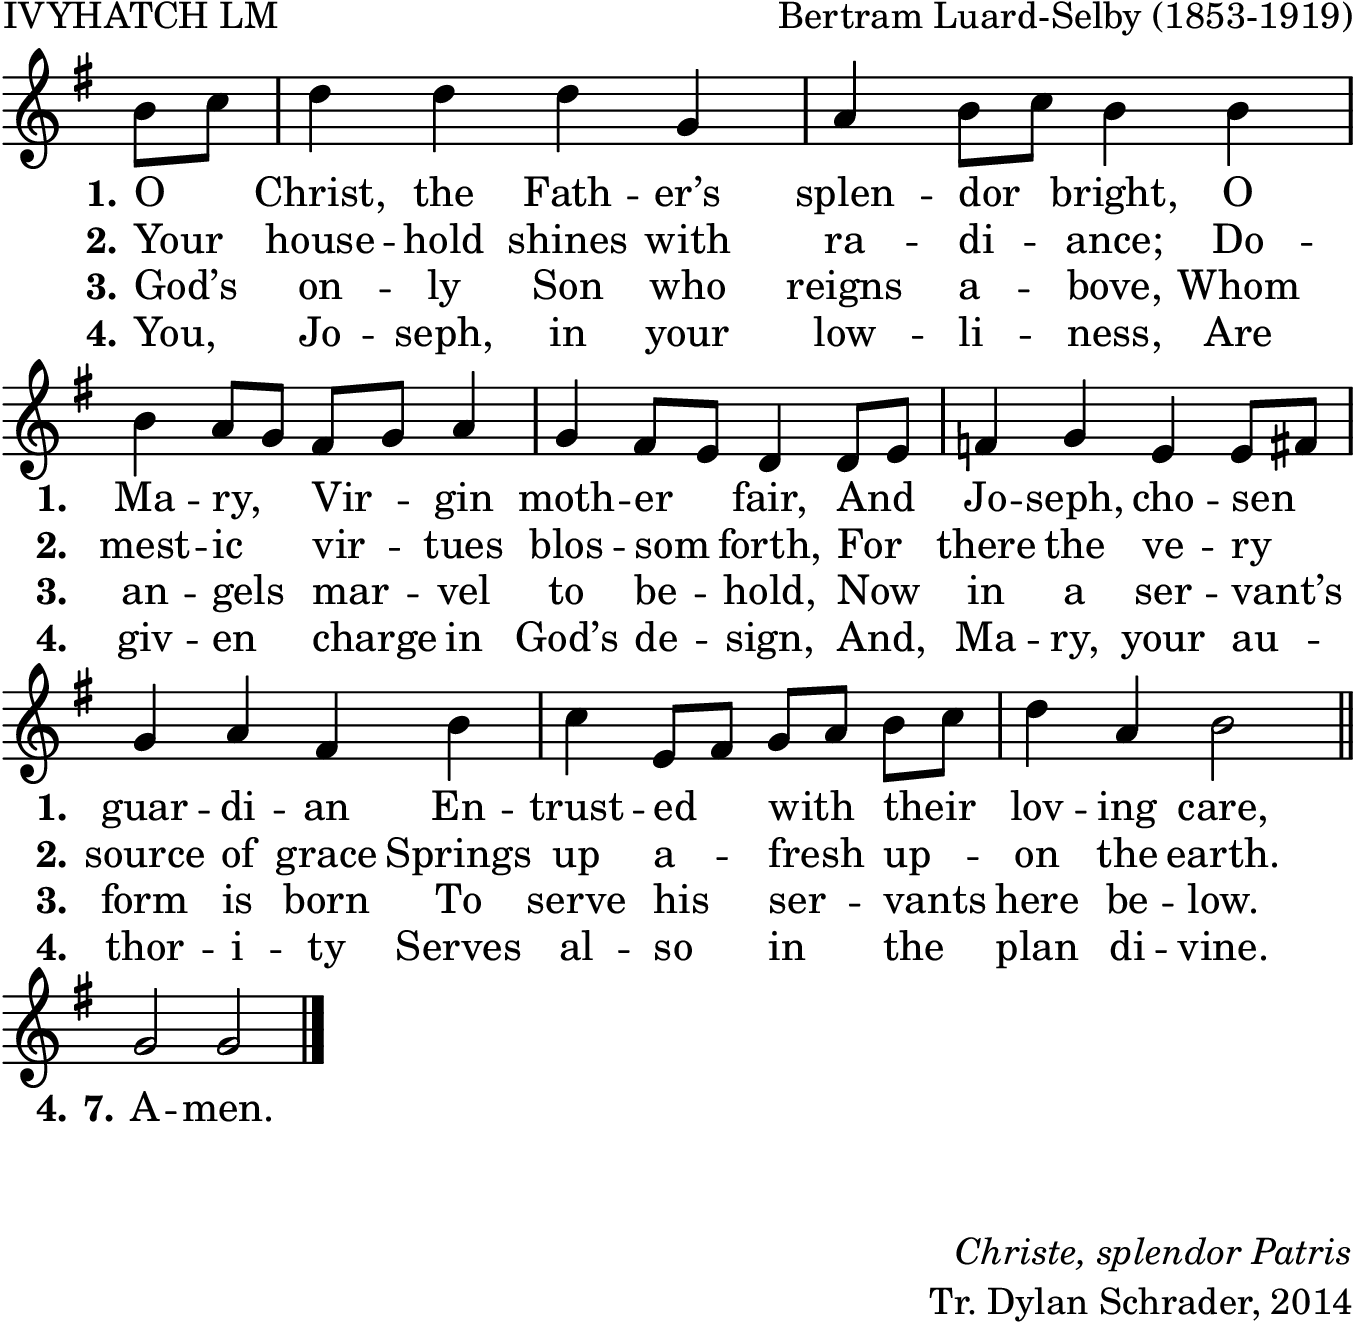 IVYHATCH LM Bertram Luard-Selby (1853-1919)
1. O Christ, the Fath -- er’s splen -- dor bright, O
2. Your house -- hold shines with ra -- di -- ance; Do --
3. God’s on -- ly Son who reigns a -- bove, Whom
4. You, Jo -- seph, in your low -- li -- ness, Are
1. Ma -- ry, Vir -- gin moth -- er fair, And Jo -- seph, cho -- sen
2. mest -- ic vir -- tues blos -- som forth, For there the ve -- ry
3. an -- gels mar -- vel to be -- hold, Now in a ser -- vant’s
4. giv -- en charge in God’s de -- sign, And, Ma -- ry, your au --
1. guar -- di -- an En -- trust -- ed with their lov -- ing care,
2. source of grace Springs up a -- fresh up -- on the earth.
3. form is born To serve his ser -- vants here be -- low.
4. thor -- i -- ty Serves al -- so in the plan di -- vine.
4. 7. A -- men.
Christe, splendor Patris
Tr. Dylan Schrader, 2014